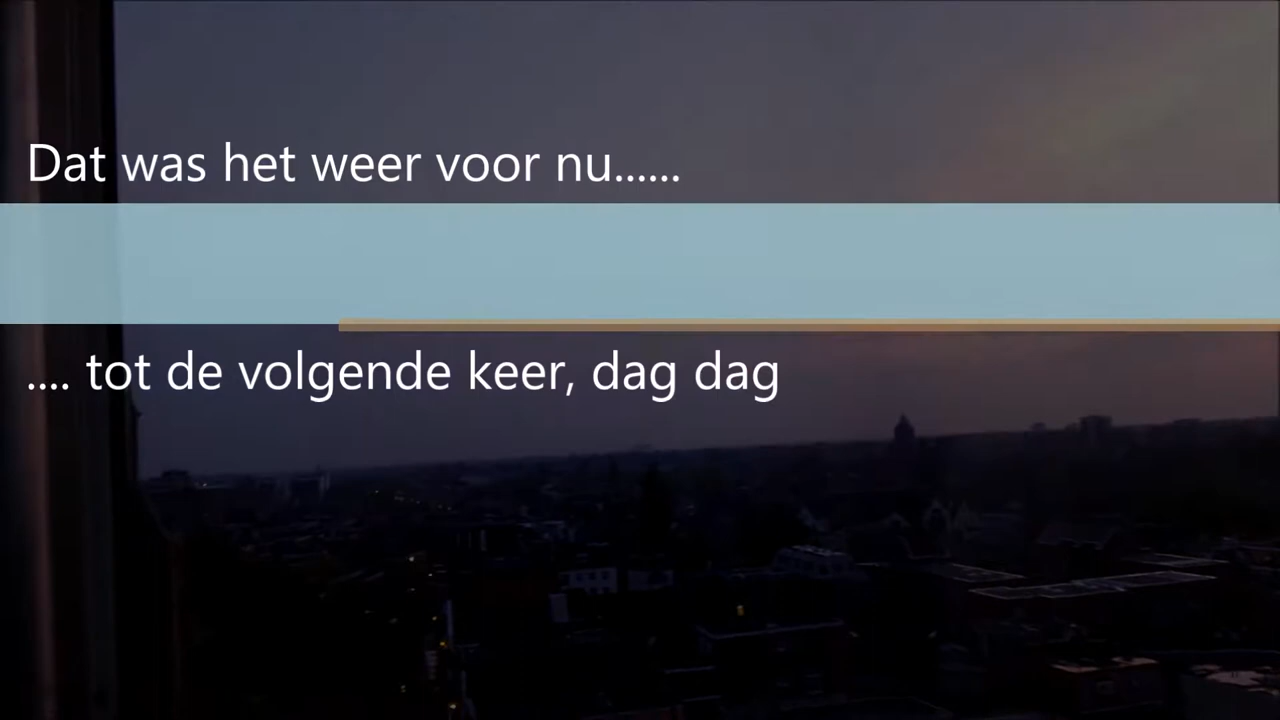 Dat was het weer voor nu......
.... tot de volgende keer, dag dag